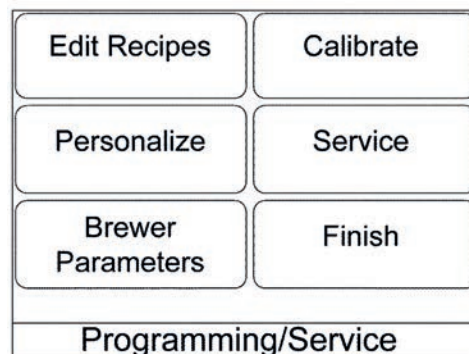 Edit Recipes
Calibrate
Personalize
Service
Brewer
Parameters
Finish
Programming/Service